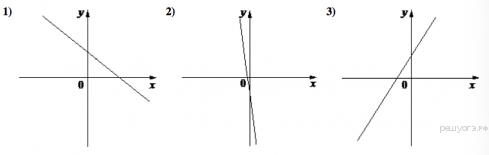 1) y 0 x
2) y 0 x
3) y 0 x
решуогэ.рф